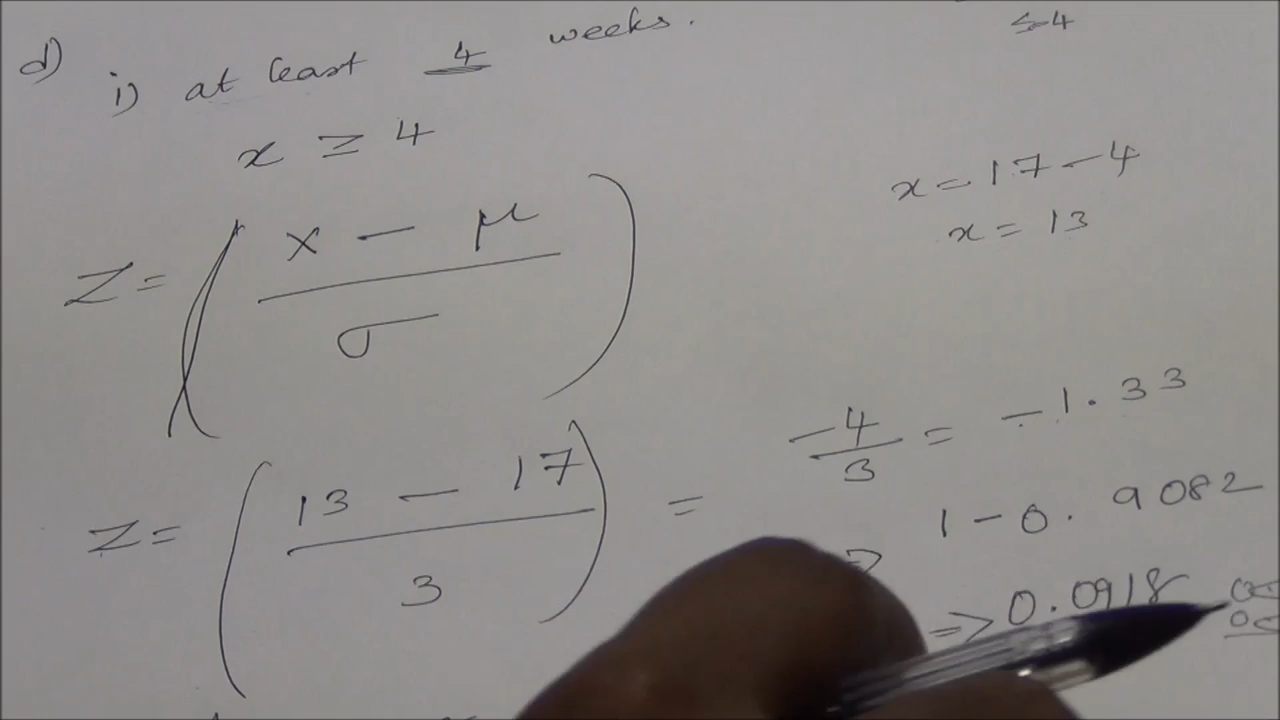 d) i) at least 4 weeks.
≤4
x ≥ 4
x = 17 - 4
x = 13
Z = ( x - μ / σ )
Z = ( 13 - 17 / 3 ) = -4 / 3 = -1.33
=> 1 - 0.9082
=> 0.0918